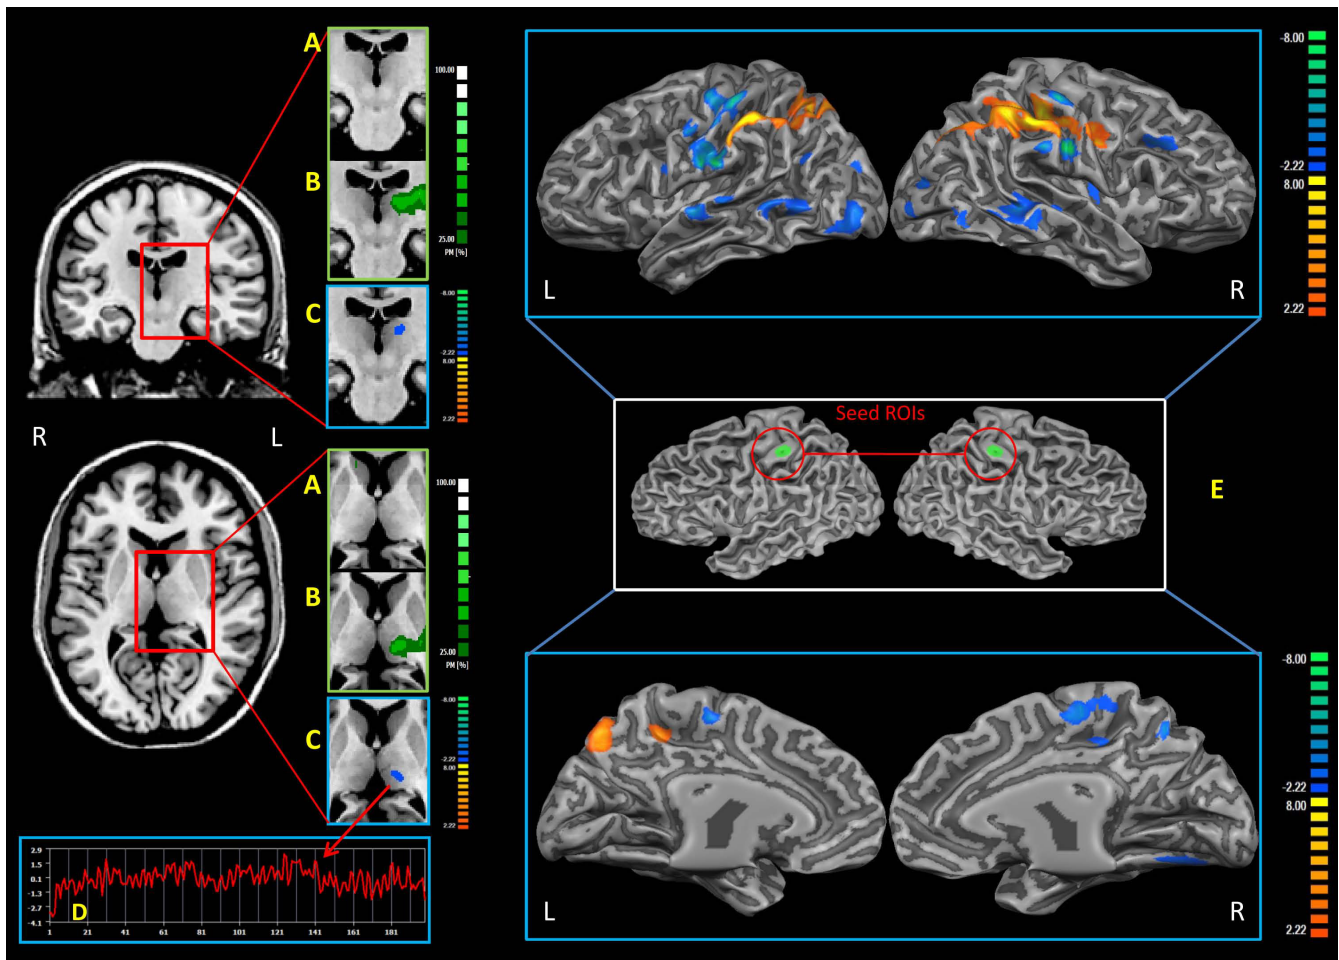 A
100.00
B
25.00
PM [%]
C
-8.00
-2.22
8.00
2.22
R
L
A
100.00
B
25.00
PM [%]
C
-8.00
-2.22
8.00
2.22
2.9
1.5
0.1
-1.3
-2.7
-4.1
D
1 21 41 61 81 101 121 141 161 181
L
R
-8.00
-2.22
8.00
2.22
Seed ROIs
E
L
R
-8.00
-2.22
8.00
2.22